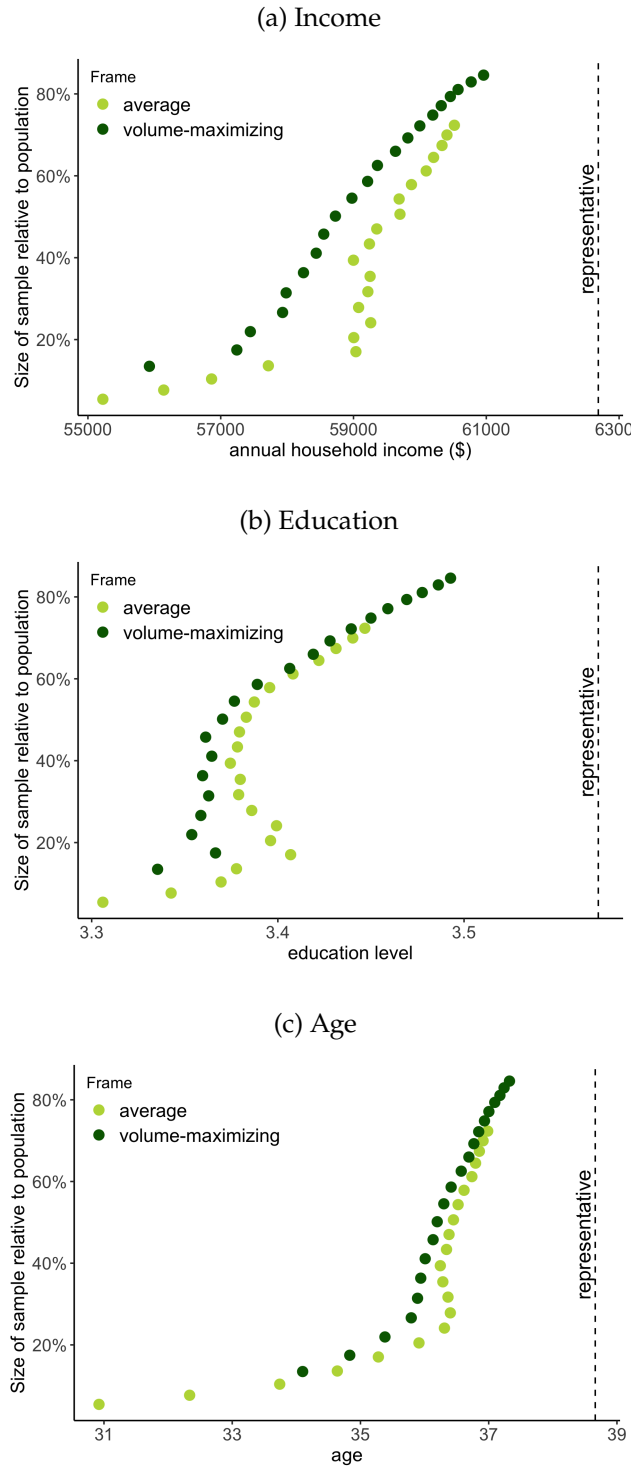 (a) Income
Size of sample relative to population
Frame
average
volume-maximizing
representative
80%
60%
40%
20%
55000 57000 59000 61000 6300
annual household income ($)
(b) Education
Size of sample relative to population
Frame
average
volume-maximizing
representative
80%
60%
40%
20%
3.3 3.4 3.5
education level
(c) Age
Size of sample relative to population
Frame
average
volume-maximizing
representative
80%
60%
40%
20%
31 33 35 37 39
age